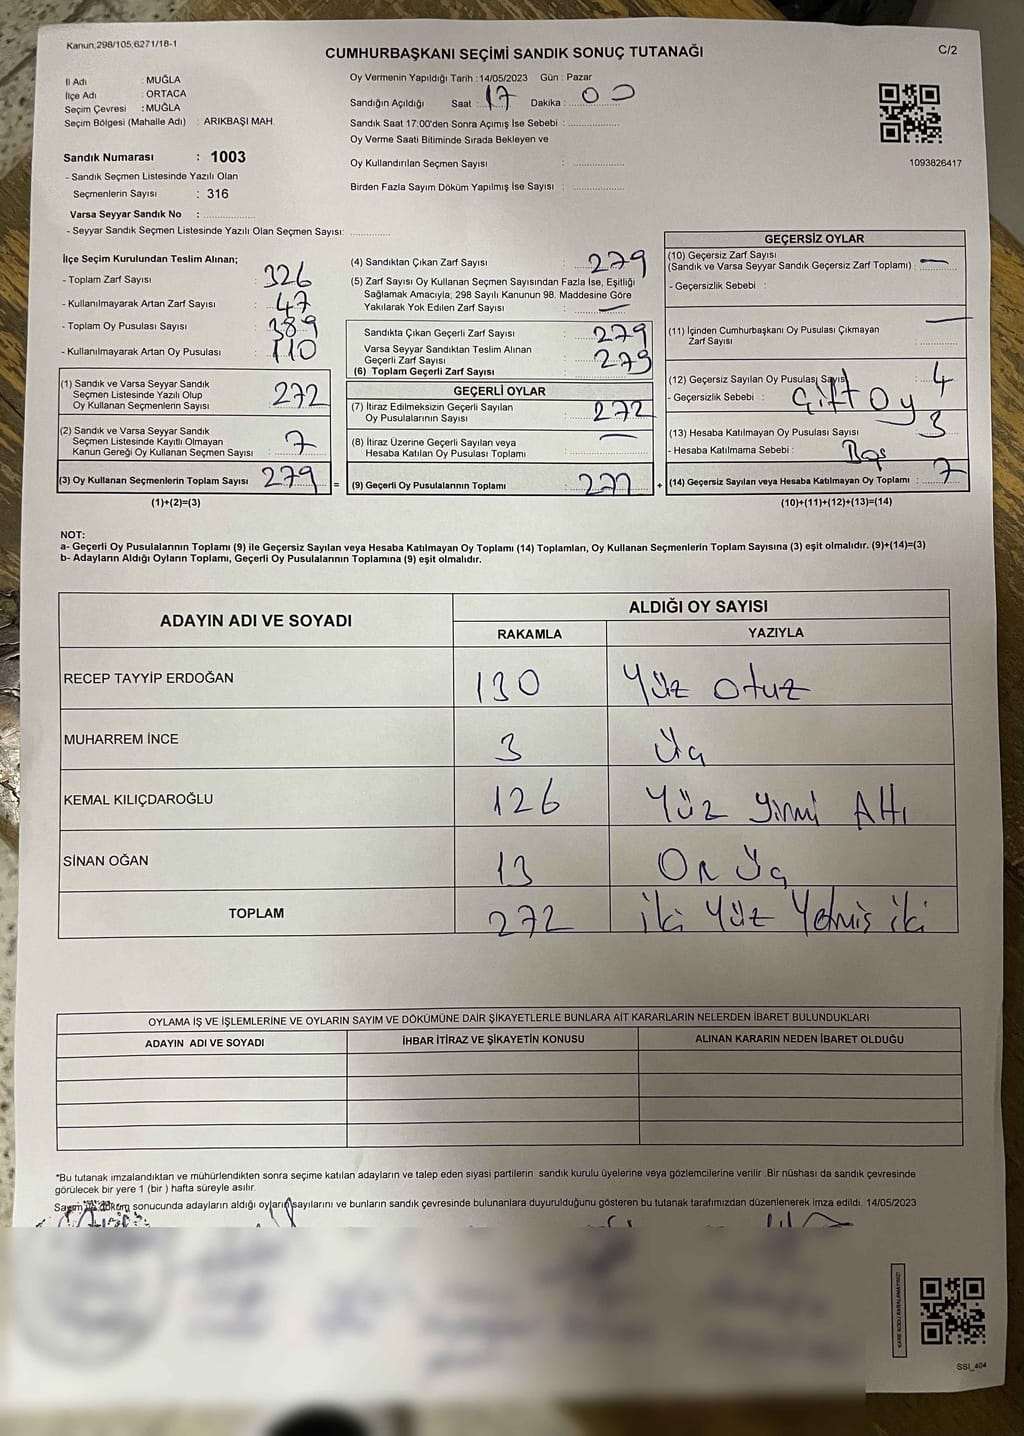 Kanun;298/105;6271/18-1
CUMHURBAŞKANI SEÇİMİ SANDIK SONUÇ TUTANAĞI
C/2
İl Adı : MUĞLA
İlçe Adı : ORTACA
Seçim Çevresi : MUĞLA
Seçim Bölgesi (Mahalle Adı) : ARIKBAŞI MAH.
Sandık Numarası : 1003
- Sandık Seçmen Listesinde Yazılı Olan
Seçmenlerin Sayısı : 316
Varsa Seyyar Sandık No :
- Seyyar Sandık Seçmen Listesinde Yazılı Olan Seçmen Sayısı:
Oy Vermenin Yapıldığı Tarih : 14/05/2023 Gün : Pazar
Sandığın Açıldığı Saat : 17 Dakika : 00
Sandık Saat 17:00'den Sonra Açımış İse Sebebi :
Oy Verme Saati Bitiminde Sırada Bekleyen ve
Oy Kullandırılan Seçmen Sayısı :
Birden Fazla Sayım Döküm Yapılmış İse Sayısı :
1093826417
İlçe Seçim Kurulundan Teslim Alınan;
- Toplam Zarf Sayısı : 326
- Kullanılmayarak Artan Zarf Sayısı : 47
- Toplam Oy Pusulası Sayısı : 389
- Kullanılmayarak Artan Oy Pusulası : 110
(1) Sandık ve Varsa Seyyar Sandık
Seçmen Listesinde Yazılı Olup
Oy Kullanan Seçmenlerin Sayısı : 272
(2) Sandık ve Varsa Seyyar Sandık
Seçmen Listesinde Kayıtlı Olmayan
Kanun Gereği Oy Kullanan Seçmen Sayısı : 7
(3) Oy Kullanan Seçmenlerin Toplam Sayısı 279 =
(1)+(2)=(3)
(4) Sandıktan Çıkan Zarf Sayısı : 279
(5) Zarf Sayısı Oy Kullanan Seçmen Sayısından Fazla İse, Eşitliği
Sağlamak Amacıyla, 298 Sayılı Kanunun 98. Maddesine Göre
Yakılarak Yok Edilen Zarf Sayısı : —
Sandıkta Çıkan Geçerli Zarf Sayısı : 279
Varsa Seyyar Sandıktan Teslim Alınan
Geçerli Zarf Sayısı : 279
(6) Toplam Geçerli Zarf Sayısı :
GEÇERLİ OYLAR
(7) İtiraz Edilmeksizin Geçerli Sayılan
Oy Pusulalarının Sayısı : 272
(8) İtiraz Üzerine Geçerli Sayılan veya
Hesaba Katılan Oy Pusulası Toplamı : —
(9) Geçerli Oy Pusulalarının Toplamı : +
GEÇERSİZ OYLAR
(10) Geçersiz Zarf Sayısı
(Sandık ve Varsa Seyyar Sandık Geçersiz Zarf Toplamı) : —
- Geçersizlik Sebebi :
(11) İçinden Cumhurbaşkanı Oy Pusulası Çıkmayan —
Zarf Sayısı :
(12) Geçersiz Sayılan Oy Pusulası Sayısı : 4
- Geçersizlik Sebebi : Çift Oy
(13) Hesaba Katılmayan Oy Pusulası Sayısı : 3
- Hesaba Katılmama Sebebi : Boş
(14) Geçersiz Sayılan veya Hesaba Katılmayan Oy Toplamı : 7
(10)+(11)+(12)+(13)=(14)
NOT:
a- Geçerli Oy Pusulalarının Toplamı (9) ile Geçersiz Sayılan veya Hesaba Katılmayan Oy Toplamı (14) Toplamları, Oy Kullanan Seçmenlerin Toplam Sayısına (3) eşit olmalıdır. (9)+(14)=(3)
b- Adayların Aldığı Oyların Toplamı, Geçerli Oy Pusulalarının Toplamına (9) eşit olmalıdır.
ADAYIN ADI VE SOYADI
ALDIĞI OY SAYISI
RAKAMLA YAZIYLA
RECEP TAYYİP ERDOĞAN 130 Yüz otuz
MUHARREM İNCE 3 Üç
KEMAL KILIÇDAROĞLU 126 Yüz yirmi Altı
SİNAN OĞAN 13 On Üç
TOPLAM 272 iki Yüz Yetmiş iki
OYLAMA İŞ VE İŞLEMLERİNE VE OYLARIN SAYIM VE DÖKÜMÜNE DAİR ŞİKAYETLERLE BUNLARA AİT KARARLARIN NELERDEN İBARET BULUNDUKLARI
ADAYIN ADI VE SOYADI İHBAR İTİRAZ VE ŞİKAYETİN KONUSU ALINAN KARARIN NEDEN İBARET OLDUĞU
*Bu tutanak imzalandıktan ve mühürlendikten sonra seçime katılan adayların ve talep eden siyasi partilerin sandık kurulu üyelerine veya gözlemcilerine verilir. Bir nüshası da sandık çevresinde
görülecek bir yere 1 (bir ) hafta süreyle asılır.
Sayım ve döküm sonucunda adayların aldığı oyların sayılarını ve bunların sandık çevresinde bulunanlara duyurulduğunu gösteren bu tutanak tarafımızdan düzenlenerek imza edildi. 14/05/2023
KARE KODU KARALAMAYINIZ!
SSI_404